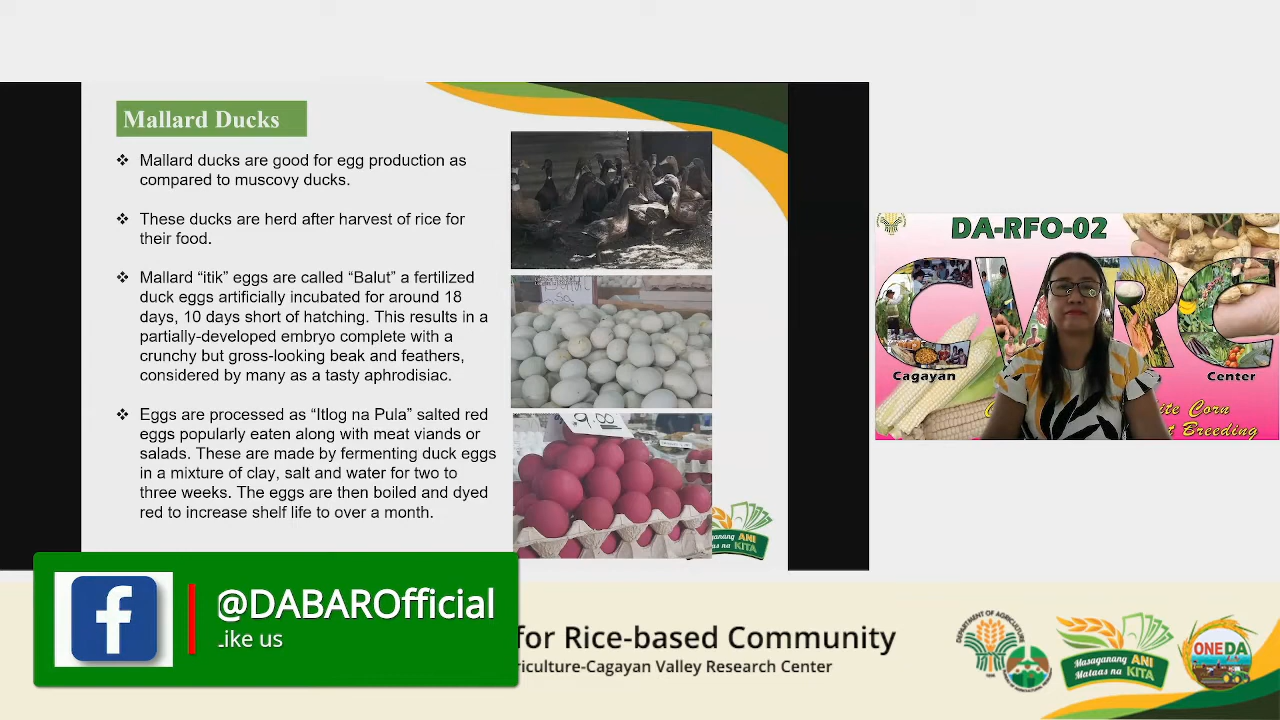 Mallard Ducks
❖ Mallard ducks are good for egg production as
compared to muscovy ducks.
❖ These ducks are herd after harvest of rice for
their food.
❖ Mallard “itik” eggs are called “Balut” a fertilized
duck eggs artificially incubated for around 18
days, 10 days short of hatching. This results in a
partially-developed embryo complete with a
crunchy but gross-looking beak and feathers,
considered by many as a tasty aphrodisiac.
❖ Eggs are processed as “Itlog na Pula” salted red
eggs popularly eaten along with meat viands or
salads. These are made by fermenting duck eggs
in a mixture of clay, salt and water for two to
three weeks. The eggs are then boiled and dyed
red to increase shelf life to over a month.
ANI
KITA
DA-RFO-02
CVRC
Cagayan
Center
Corn
Breeding
@DABAROfficial
Like us
for Rice-based Community
riculture-Cagayan Valley Research Center
DEPARTMENT OF AGRICULTURE
Masaganang ANI
Mataas na KITA
ONE DA